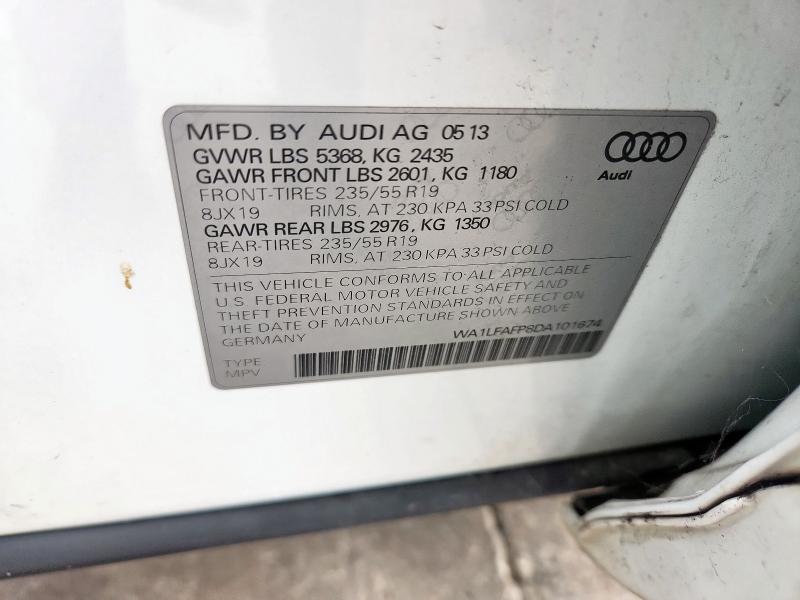 MFD. BY AUDI AG 05 13
GVWR LBS 5368, KG 2435
GAWR FRONT LBS 2601, KG 1180
FRONT-TIRES 235/55 R19
8JX19 RIMS, AT 230 KPA 33 PSI COLD
GAWR REAR LBS 2976, KG 1350
REAR-TIRES 235/55 R19
8JX19 RIMS, AT 230 KPA 33 PSI COLD
THIS VEHICLE CONFORMS TO ALL APPLICABLE
U.S. FEDERAL MOTOR VEHICLE SAFETY AND
THEFT PREVENTION STANDARDS IN EFFECT ON
THE DATE OF MANUFACTURE SHOWN ABOVE
GERMANY
WA1LFAFP8DA101674
TYPE
MPV
Audi